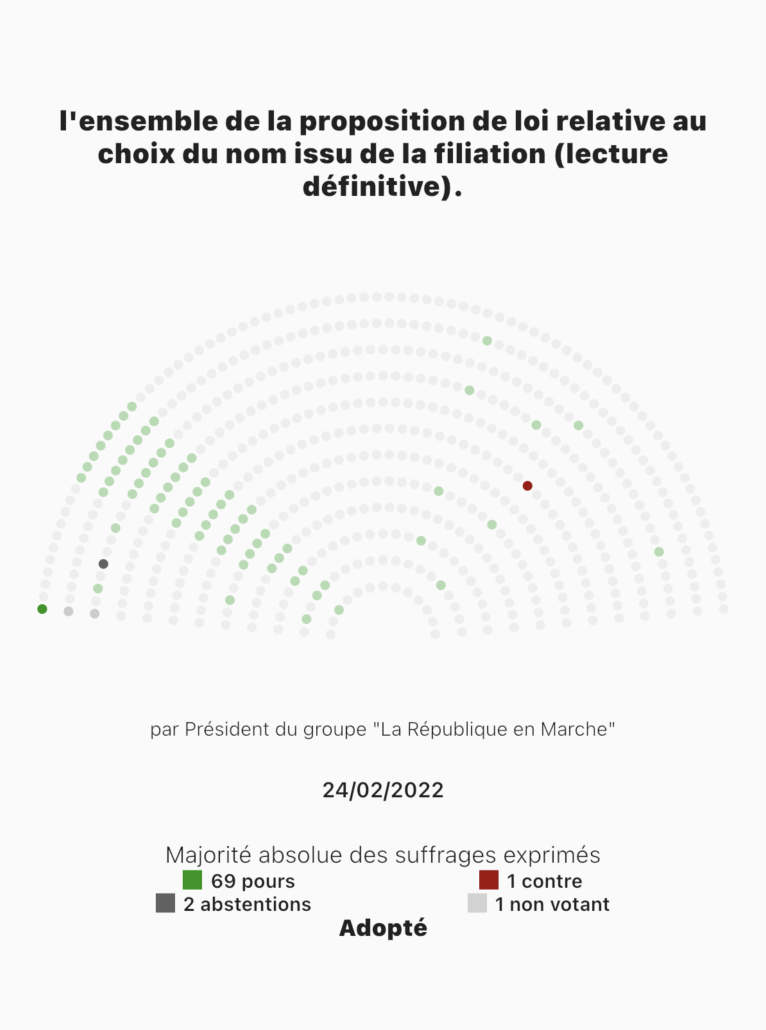 l'ensemble de la proposition de loi relative au
choix du nom issu de la filiation (lecture
définitive).
par Président du groupe "La République en Marche"
24/02/2022
Majorité absolue des suffrages exprimés
69 pours
1 contre
2 abstentions
1 non votant
Adopté